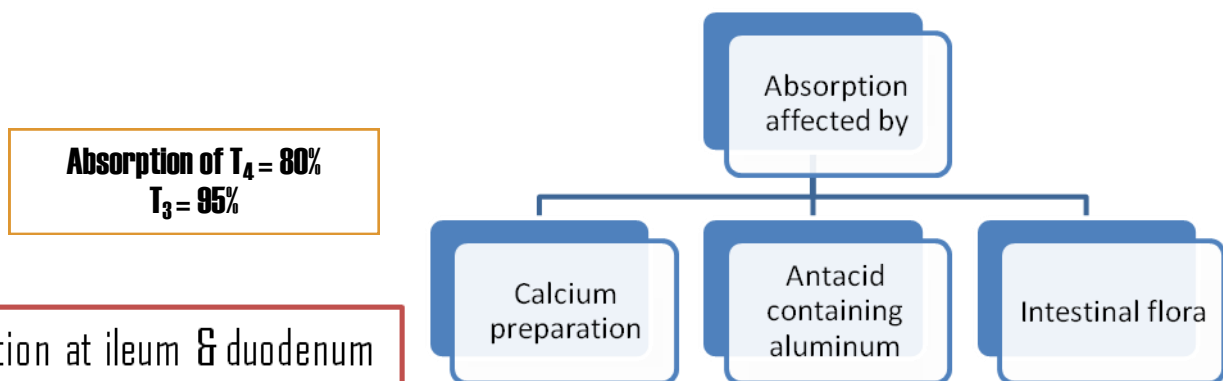 Absorption of T₄ = 80%
T₃ = 95%
tion at ileum & duodenum
Absorption
affected by
Calcium
preparation
Antacid
containing
aluminum
Intestinal flora